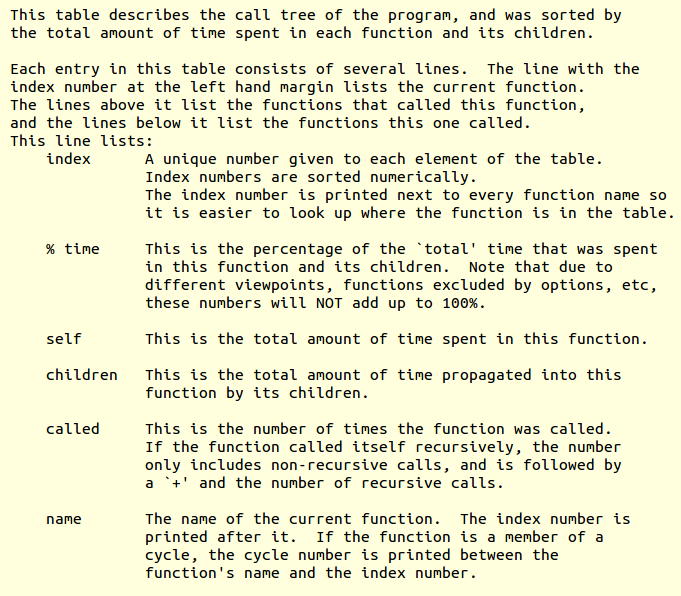 This table describes the call tree of the program, and was sorted by
the total amount of time spent in each function and its children.
Each entry in this table consists of several lines.  The line with the
index number at the left hand margin lists the current function.
The lines above it list the functions that called this function,
and the lines below it list the functions this one called.
This line lists:
index      A unique number given to each element of the table.
Index numbers are sorted numerically.
The index number is printed next to every function name so
it is easier to look up where the function is in the table.
% time     This is the percentage of the `total' time that was spent
in this function and its children.  Note that due to
different viewpoints, functions excluded by options, etc,
these numbers will NOT add up to 100%.
self       This is the total amount of time spent in this function.
children   This is the total amount of time propagated into this
function by its children.
called     This is the number of times the function was called.
If the function called itself recursively, the number
only includes non-recursive calls, and is followed by
a `+' and the number of recursive calls.
name       The name of the current function.  The index number is
printed after it.  If the function is a member of a
cycle, the cycle number is printed between the
function's name and the index number.